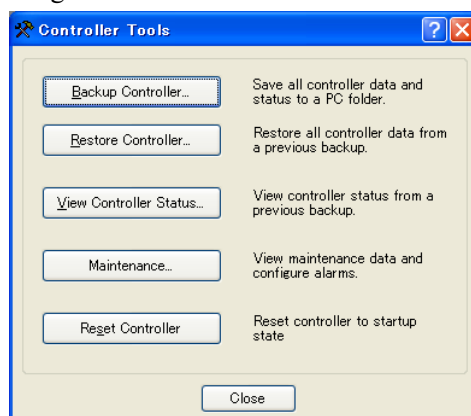 Controller Tools
Backup Controller...
Save all controller data and
status to a PC folder.
Restore Controller...
Restore all controller data from
a previous backup.
View Controller Status...
View controller status from a
previous backup.
Maintenance...
View maintenance data and
configure alarms.
Reset Controller
Reset controller to startup
state
Close